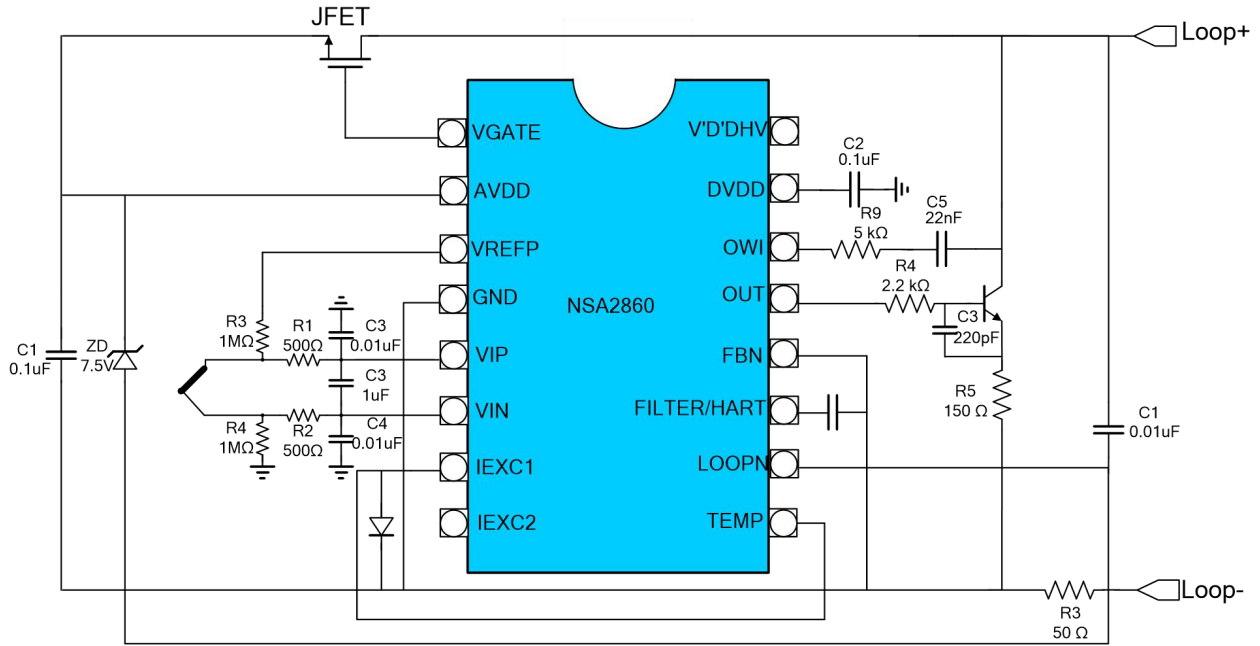 JFET
Loop+
VGATE
V'D'DHV
AVDD
DVDD
C2
0.1uF
VREFP
OWI
R9
5 kΩ
C5
22nF
GND
NSA2860
OUT
R4
2.2 kΩ
C3
220pF
R3
1MΩ
R1
500Ω
C3
0.01uF
VIP
FBN
C1
0.1uF
ZD
7.5V
C3
1uF
R5
150 Ω
VIN
FILTER/HART
R4
1MΩ
R2
500Ω
C4
0.01uF
C1
0.01uF
IEXC1
LOOPN
IEXC2
TEMP
Loop-
R3
50 Ω